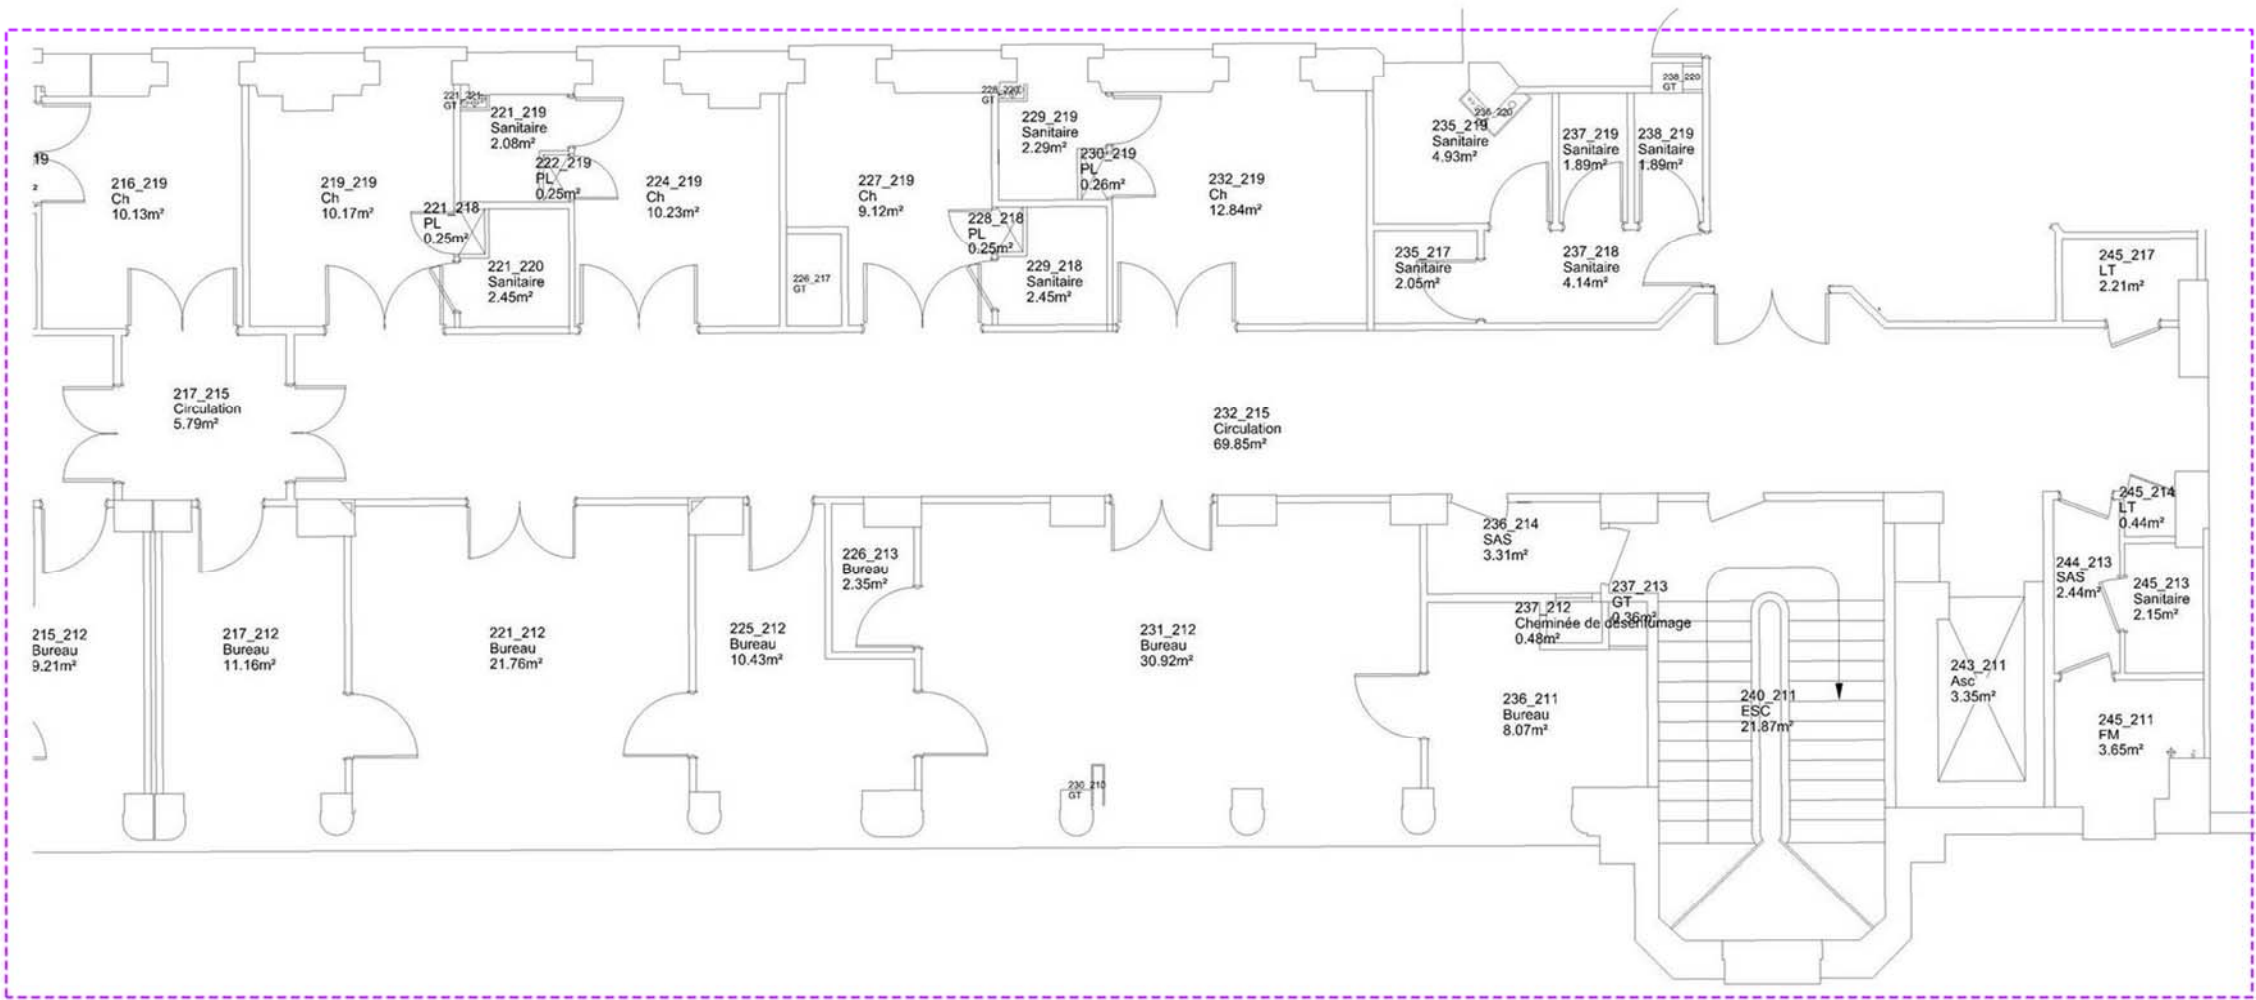 221_221
GT
221_219
Sanitaire
2.08m²
GT
229_219
Sanitaire
2.29m²
238_220
GT
235_219
Sanitaire
4.93m²
237_219
Sanitaire
1.89m²
238_219
Sanitaire
1.89m²
19
2
216_219
Ch
10.13m²
219_219
Ch
10.17m²
222_219
PL
0.25m²
224_219
Ch
10.23m²
227_219
Ch
9.12m²
230_219
PL
0.26m²
232_219
Ch
12.84m²
221_218
PL
0.25m²
228_218
PL
0.25m²
221_220
Sanitaire
2.45m²
226_217
GT
229_218
Sanitaire
2.45m²
235_217
Sanitaire
2.05m²
237_218
Sanitaire
4.14m²
245_217
LT
2.21m²
217_215
Circulation
5.79m²
232_215
Circulation
69.85m²
245_214
LT
0.44m²
236_214
SAS
3.31m²
226_213
Bureau
2.35m²
244_213
SAS
2.44m²
245_213
Sanitaire
2.15m²
237_213
GT
0.36m²
237_212
Cheminée de désenfumage
0.48m²
215_212
Bureau
9.21m²
217_212
Bureau
11.16m²
221_212
Bureau
21.76m²
225_212
Bureau
10.43m²
231_212
Bureau
30.92m²
236_211
Bureau
8.07m²
240_211
ESC
21.87m²
243_211
Asc
3.35m²
245_211
FM
3.65m²
230_210
GT